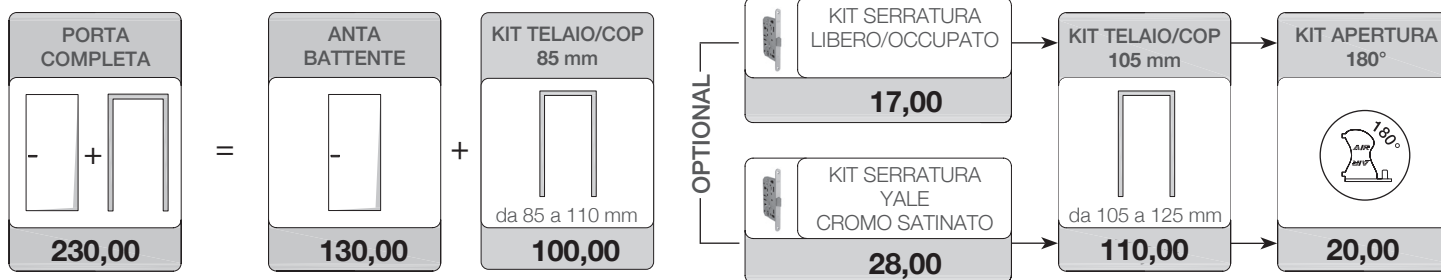 PORTA
COMPLETA
+
230,00
=
ANTA
BATTENTE
130,00
+
KIT TELAIO/COP
85 mm
da 85 a 110 mm
100,00
OPTIONAL
KIT SERRATURA
LIBERO/OCCUPATO
17,00
KIT SERRATURA
YALE
CROMO SATINATO
28,00
KIT TELAIO/COP
105 mm
da 105 a 125 mm
110,00
KIT APERTURA
180°
180°
AIR
AIR
20,00